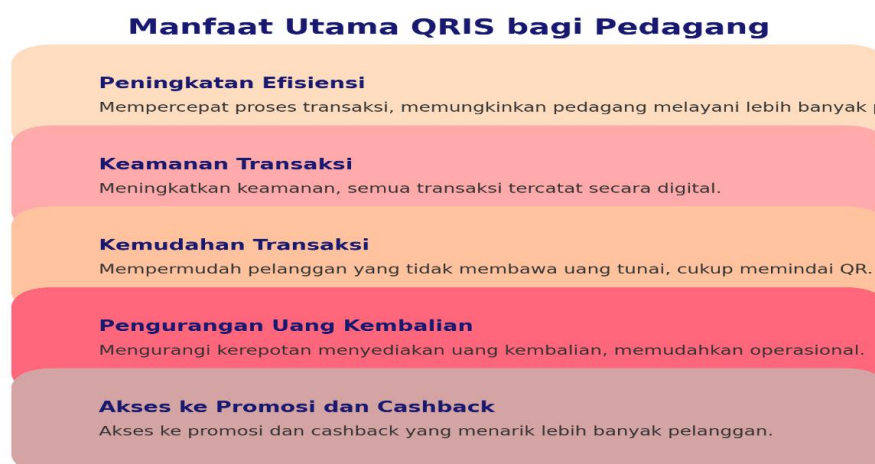 Manfaat Utama QRIS bagi Pedagang
Peningkatan Efisiensi
Mempercepat proses transaksi, memungkinkan pedagang melayani lebih banyak
Keamanan Transaksi
Meningkatkan keamanan, semua transaksi tercatat secara digital.
Kemudahan Transaksi
Mempermudah pelanggan yang tidak membawa uang tunai, cukup memindai QR.
Pengurangan Uang Kembalian
Mengurangi kerepotan menyediakan uang kembalian, memudahkan operasional.
Akses ke Promosi dan Cashback
Akses ke promosi dan cashback yang menarik lebih banyak pelanggan.